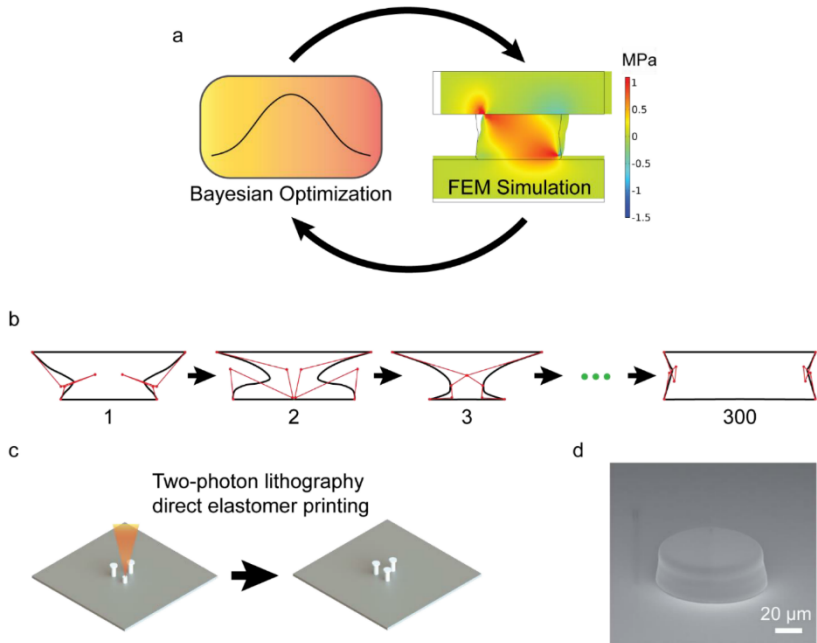 a
MPa
1
0.5
0
-0.5
-1
-1.5
Bayesian Optimization
FEM Simulation
b
1
2
3
300
c
d
Two-photon lithography
direct elastomer printing
20 µm